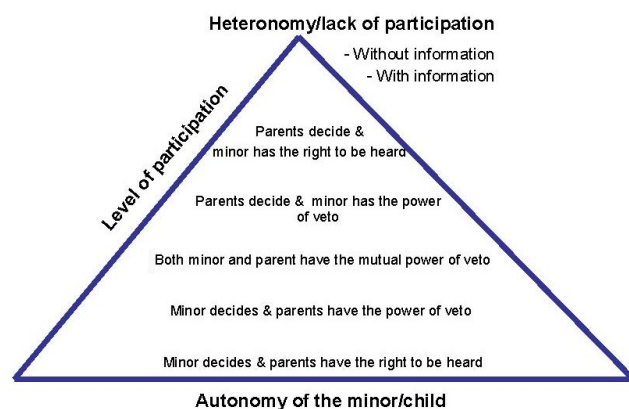 Heteronomy/lack of participation
- Without information
- With information
Level of participation
Parents decide &
minor has the right to be heard
Parents decide & minor has the power
of veto
Both minor and parent have the mutual power of veto
Minor decides & parents have the power of veto
Minor decides & parents have the right to be heard
Autonomy of the minor/child